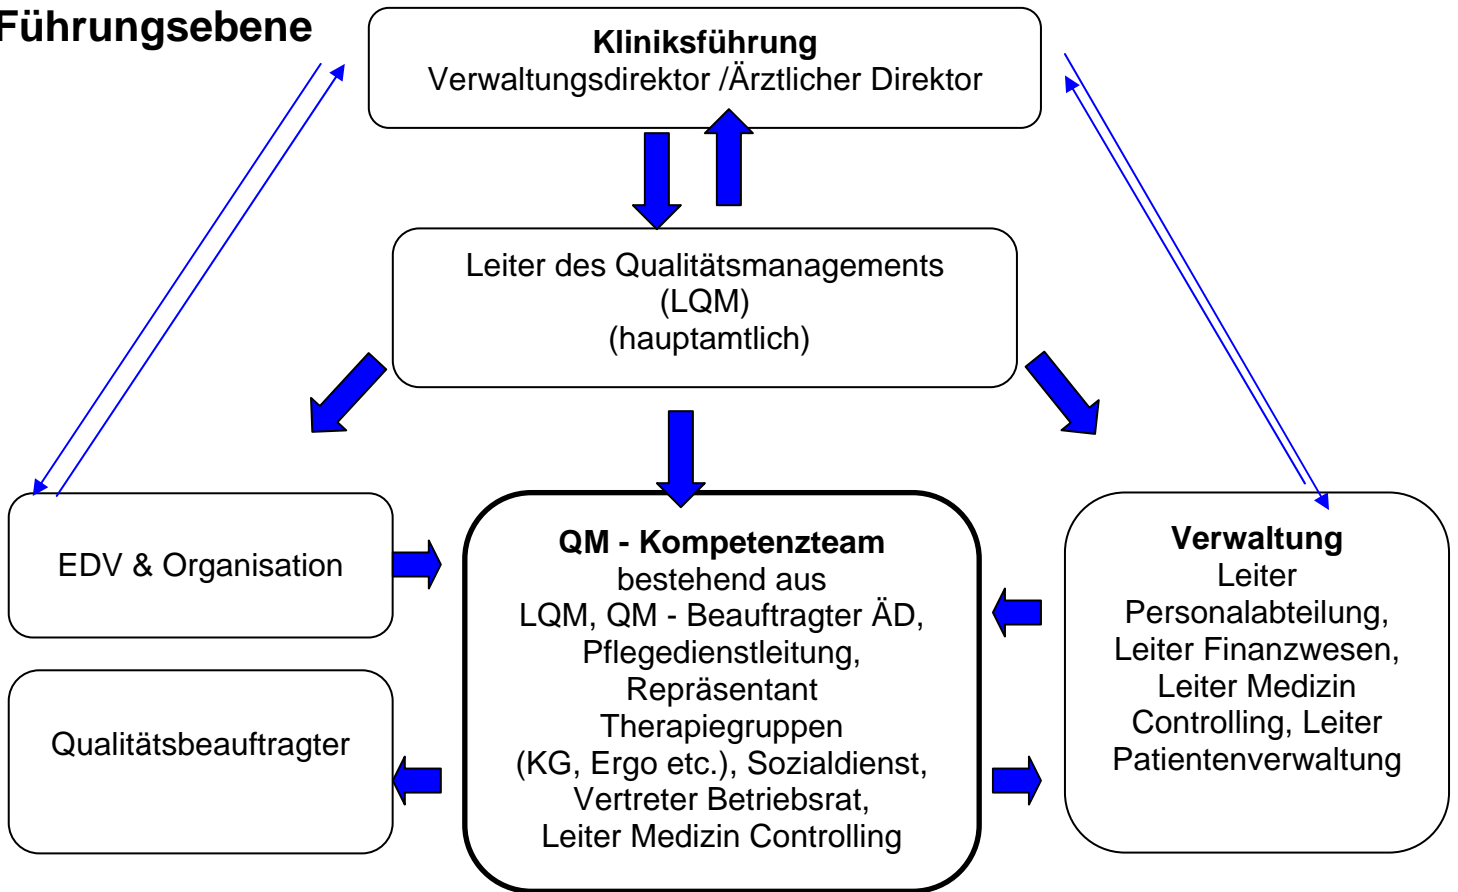 Führungsebene
Kliniksführung
Verwaltungsdirektor /Ärztlicher Direktor
Leiter des Qualitätsmanagements
(LQM)
(hauptamtlich)
EDV & Organisation
Qualitätsbeauftragter
QM - Kompetenzteam
bestehend aus
LQM, QM - Beauftragter ÄD,
Pflegedienstleitung,
Repräsentant
Therapiegruppen
(KG, Ergo etc.), Sozialdienst,
Vertreter Betriebsrat,
Leiter Medizin Controlling
Verwaltung
Leiter
Personalabteilung,
Leiter Finanzwesen,
Leiter Medizin
Controlling, Leiter
Patientenverwaltung